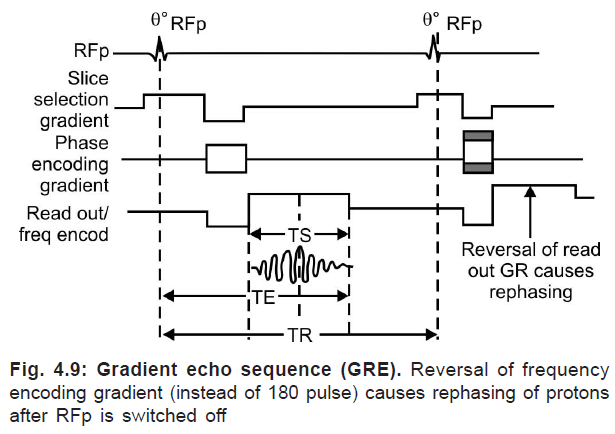 θ° RFp θ° RFp
RFp
Slice
selection
gradient
Phase
encoding
gradient
Read out/
freq encod
TS
TE
TR
Reversal of read
out GR causes
rephasing
Fig. 4.9: Gradient echo sequence (GRE). Reversal of frequency
encoding gradient (instead of 180 pulse) causes rephasing of protons
after RFp is switched off